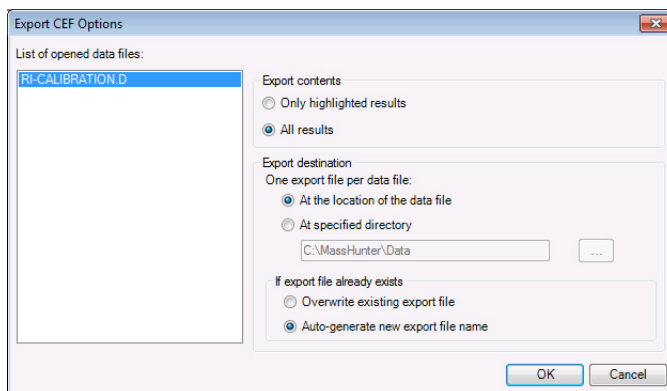 Export CEF Options
List of opened data files:
RI-CALIBRATION.D
Export contents
Only highlighted results
All results
Export destination
One export file per data file:
At the location of the data file
At specified directory
C:\MassHunter\Data
...
If export file already exists
Overwrite existing export file
Auto-generate new export file name
OK
Cancel